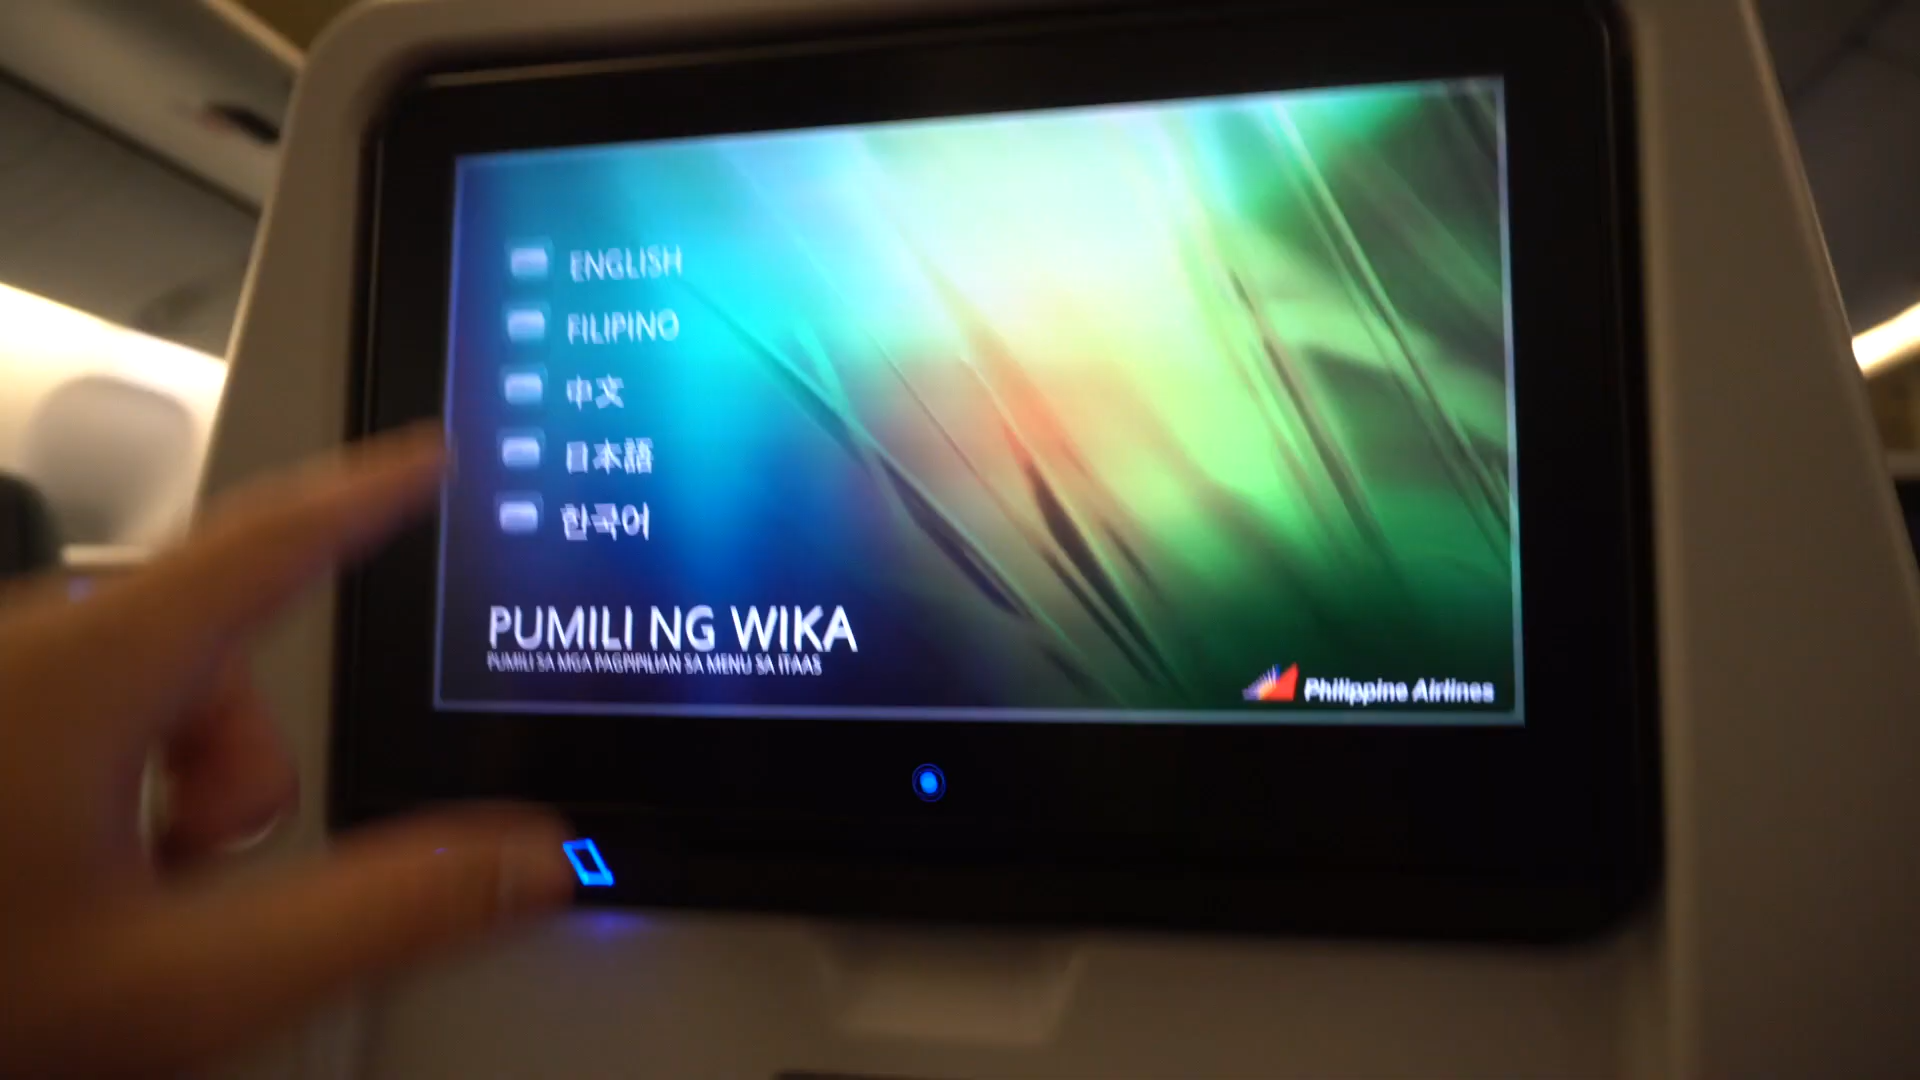 ENGLISH
FILIPINO
中文
日本語
한국어
PUMILI NG WIKA
PUMILI SA MGA PAGPIPILIAN SA MENU SA ITAAS
Philippine Airlines